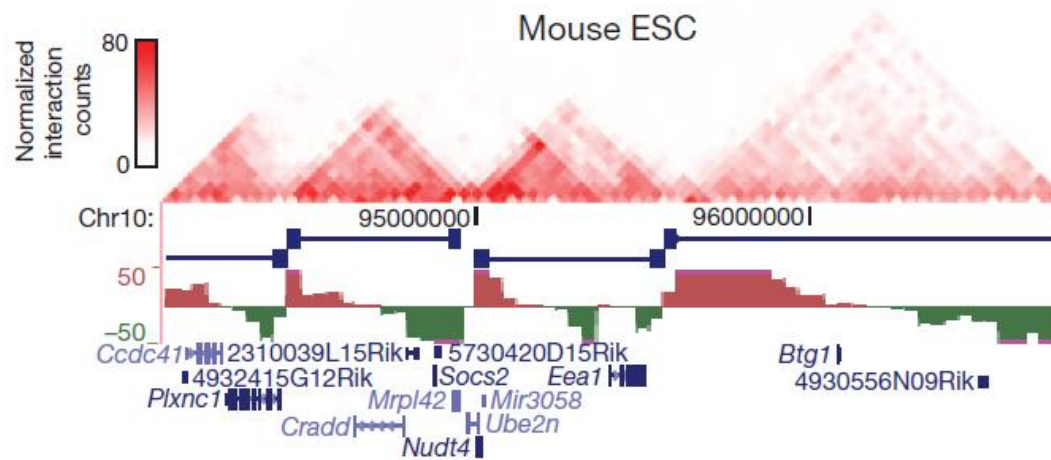 Mouse ESC
Normalized
interaction
counts
80
0
Chr10: 95000000 96000000
50
−50
Ccdc41 2310039L15Rik 5730420D15Rik Btg1
4932415G12Rik Socs2 Eea1 4930556N09Rik
Plxnc1 Mrpl42 Mir3058
Cradd Ube2n
Nudt4